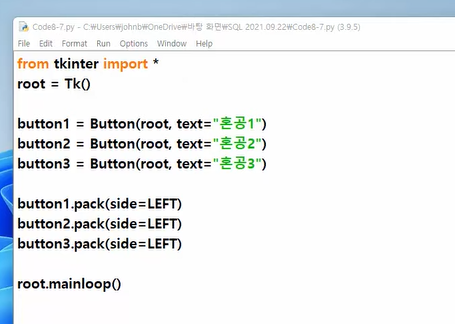 Code8-7.py - C:₩Users₩johnb₩OneDrive₩바탕 화면₩SQL 2021.09.22₩Code8-7.py (3.9.5)
File Edit Format Run Options Window Help
from tkinter import *
root = Tk()
button1 = Button(root, text="혼공1")
button2 = Button(root, text="혼공2")
button3 = Button(root, text="혼공3")
button1.pack(side=LEFT)
button2.pack(side=LEFT)
button3.pack(side=LEFT)
root.mainloop()